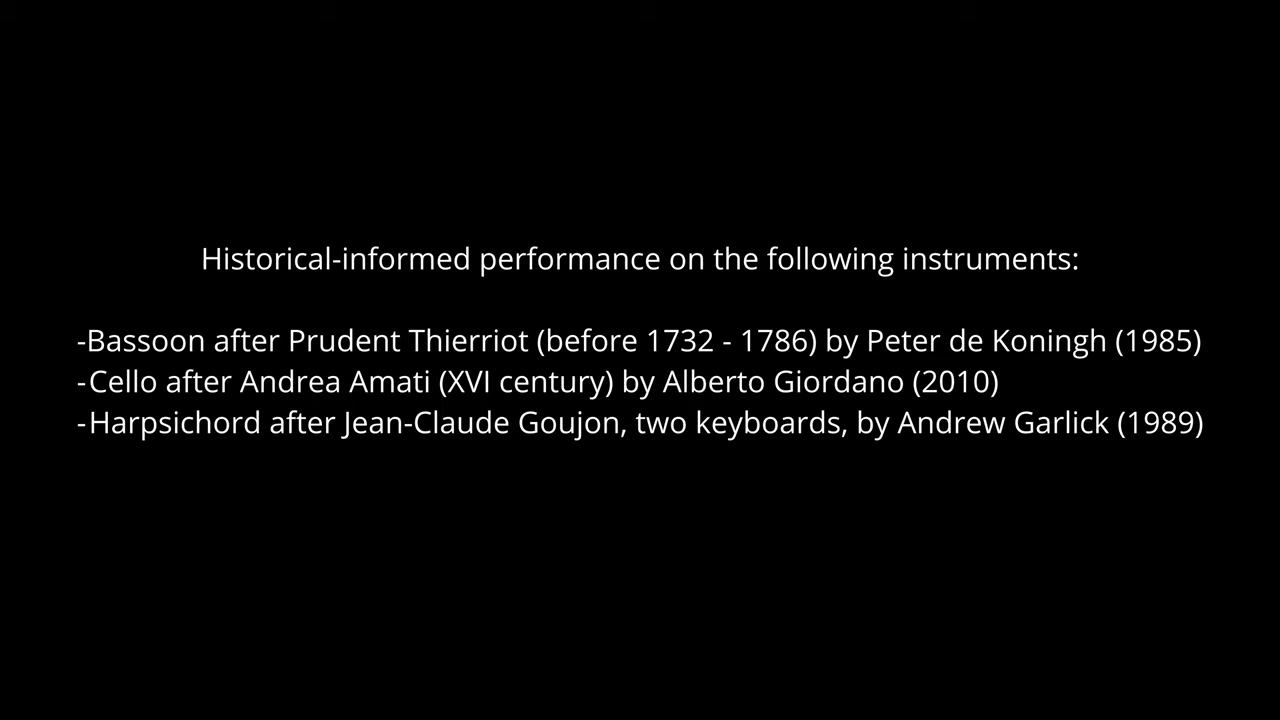 Historical-informed performance on the following instruments:
-Bassoon after Prudent Thierriot (before 1732 - 1786) by Peter de Koningh (1985)
-Cello after Andrea Amati (XVI century) by Alberto Giordano (2010)
-Harpsichord after Jean-Claude Goujon, two keyboards, by Andrew Garlick (1989)